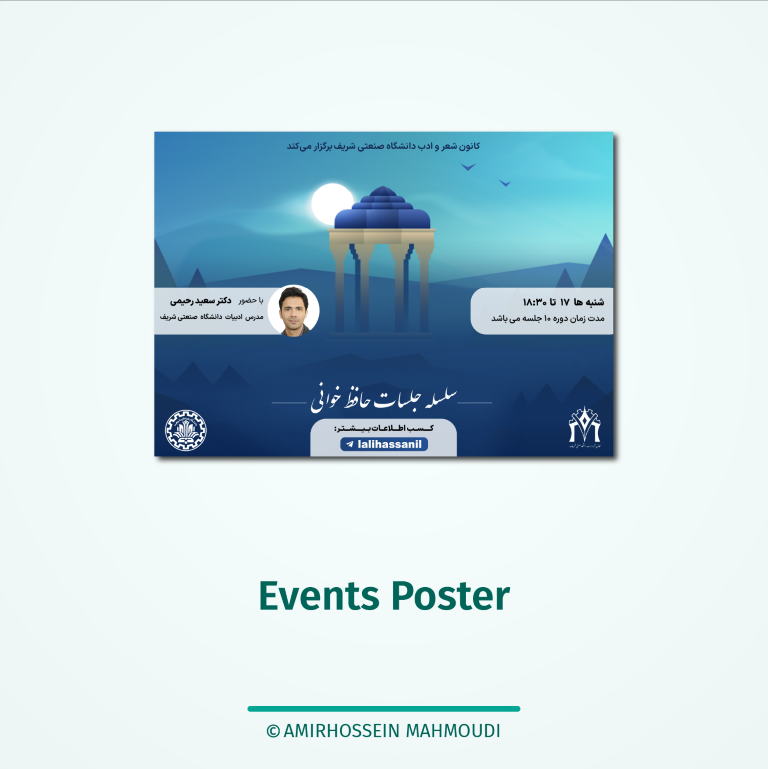 کانون شعر و ادب دانشگاه صنعتی شریف برگزار می‌کند
شنبه ها ۱۷ تا ۱۸:۳۰
مدت زمان دوره ۱۰ جلسه می باشد
با حضور دکتر سعید رحیمی
مدرس ادبیات دانشگاه صنعتی شریف
سلسله جلسات حافظ خوانی
کسب اطلاعات بیشتر:
lalihassanil
Events Poster
© AMIRHOSSEIN MAHMOUDI